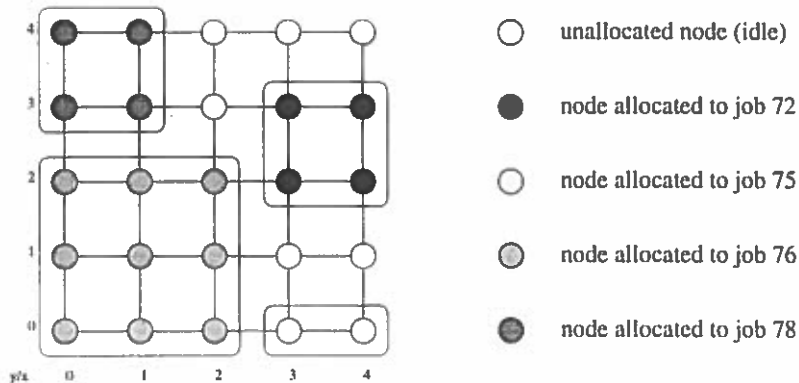 4
3
2
1
0
y/x 0 1 2 3 4
unallocated node (idle)
node allocated to job 72
node allocated to job 75
node allocated to job 76
node allocated to job 78